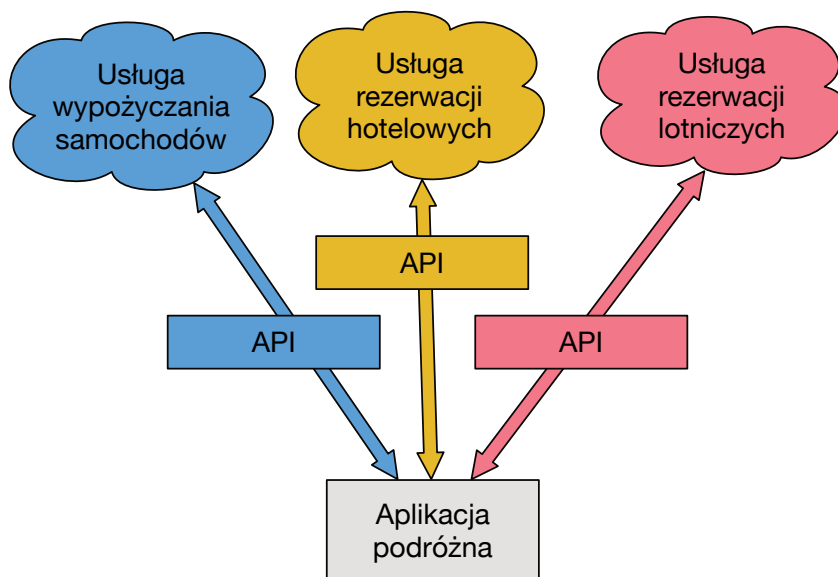 Usługa
wypożyczania
samochodów
Usługa
rezerwacji
hotelowych
Usługa
rezerwacji
lotniczych
API
API
API
Aplikacja
podróżna